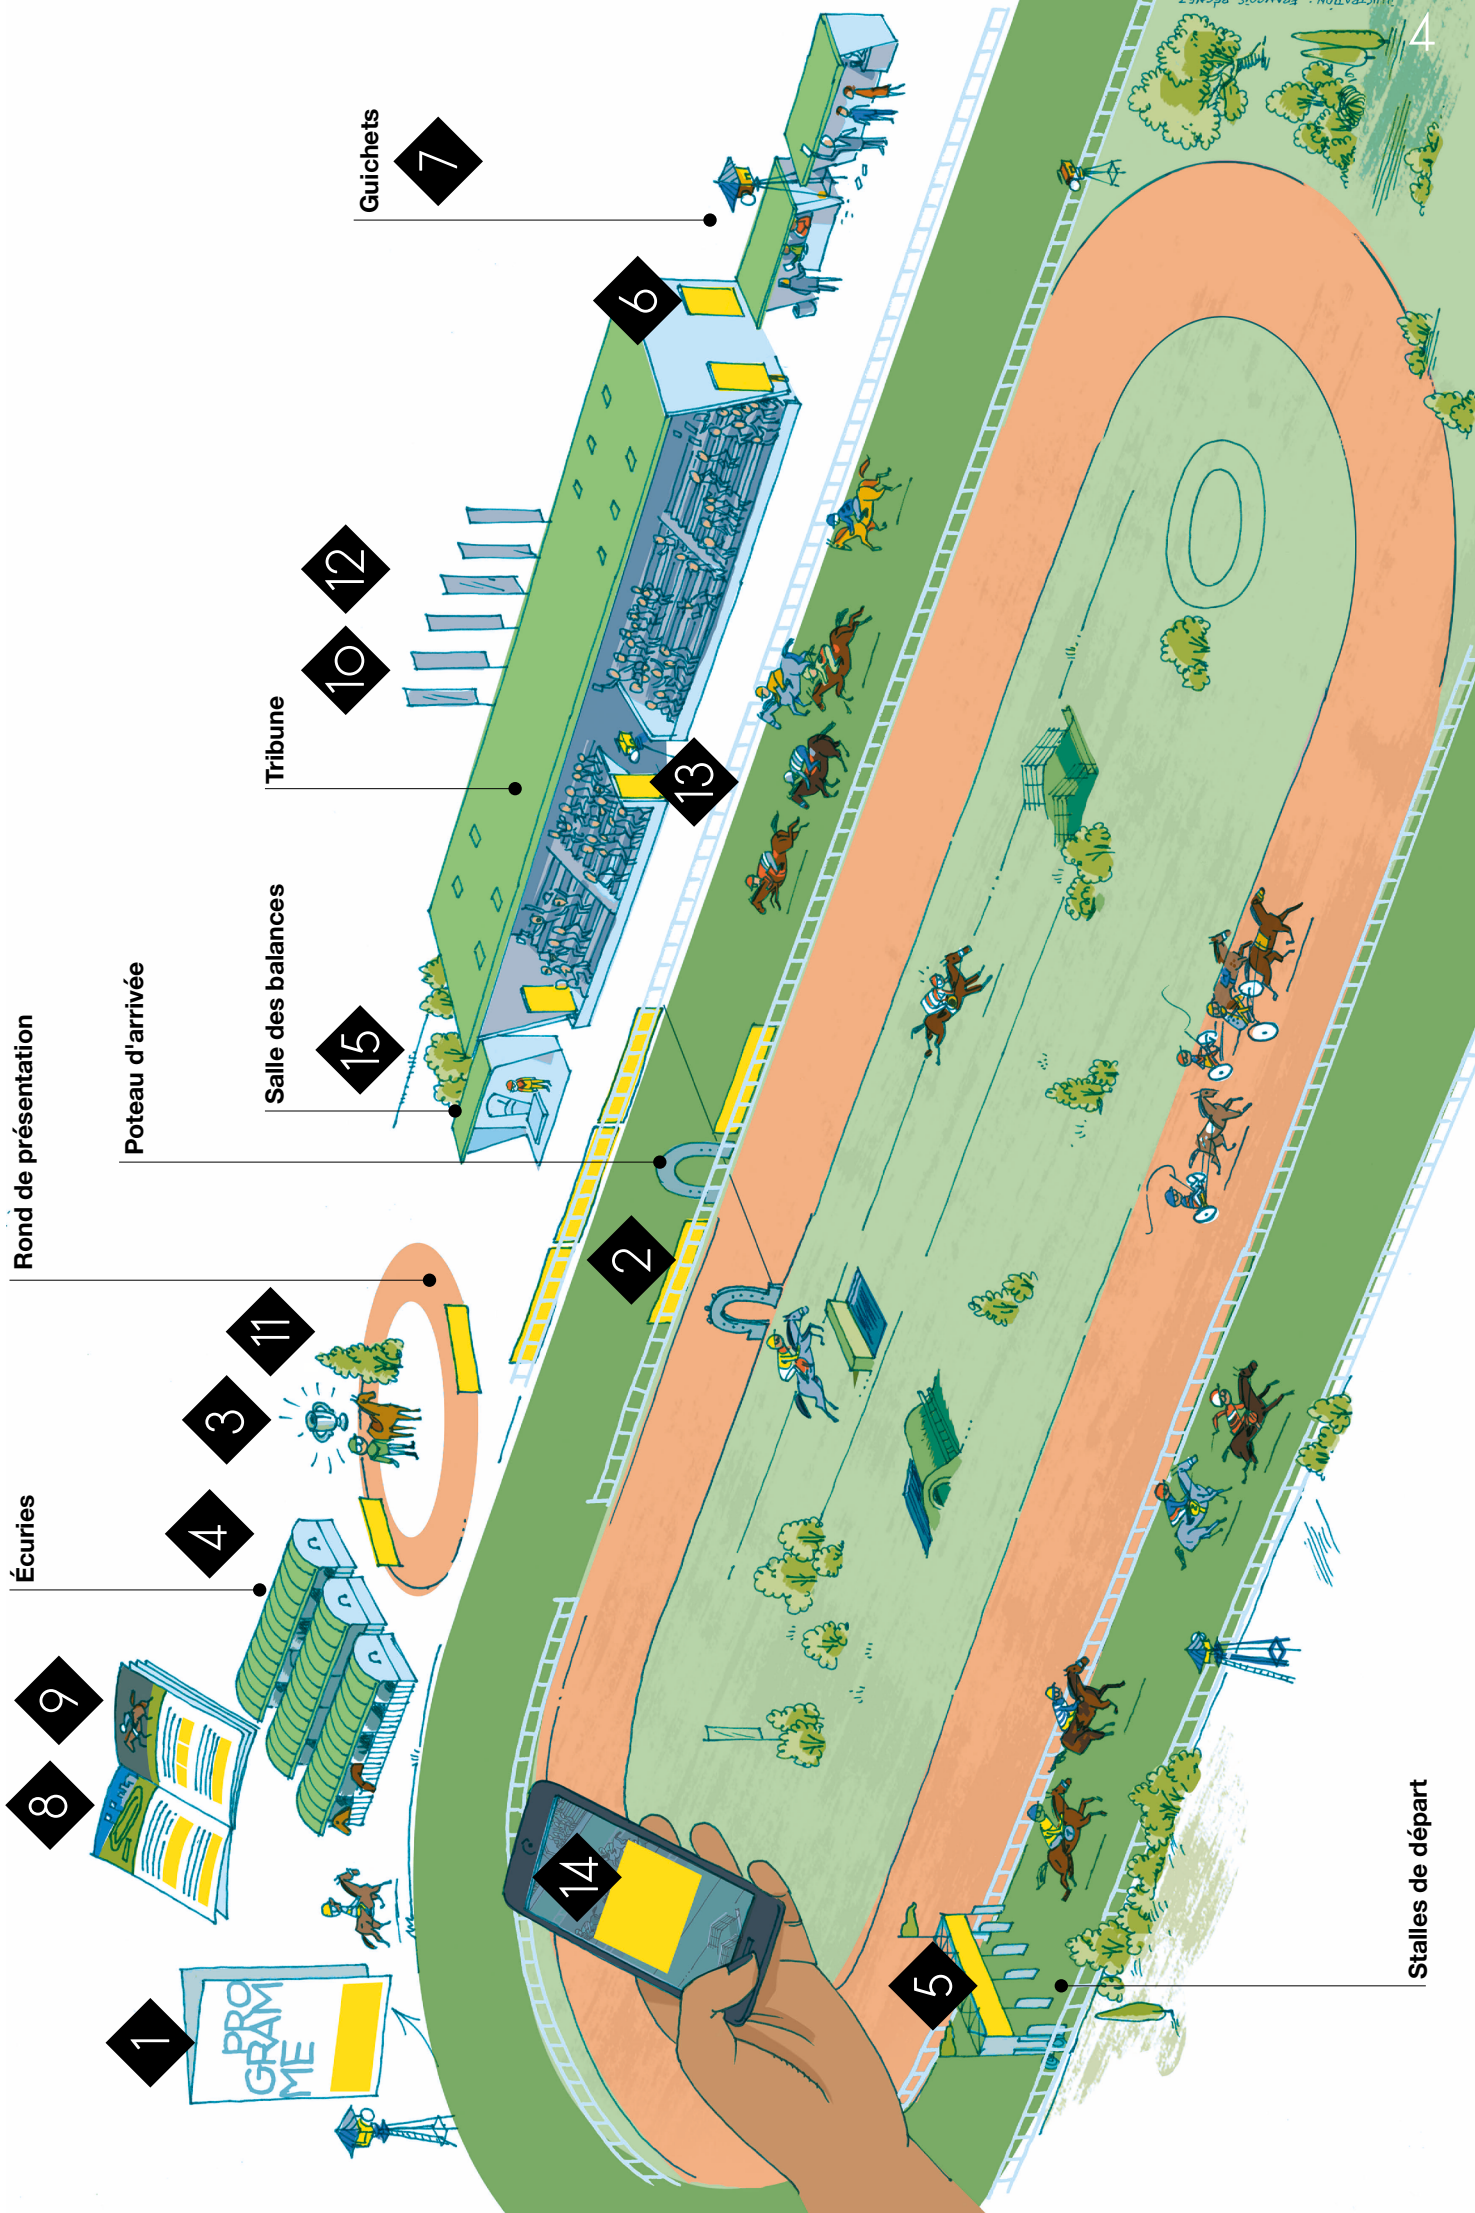 Écuries
Rond de présentation
Poteau d'arrivée
Salle des balances
Tribune
Guichets
8
9
4
3
11
15
10
12
7
1
PRO
GRAM
ME
2
13
6
14
5
Stalles de départ
4